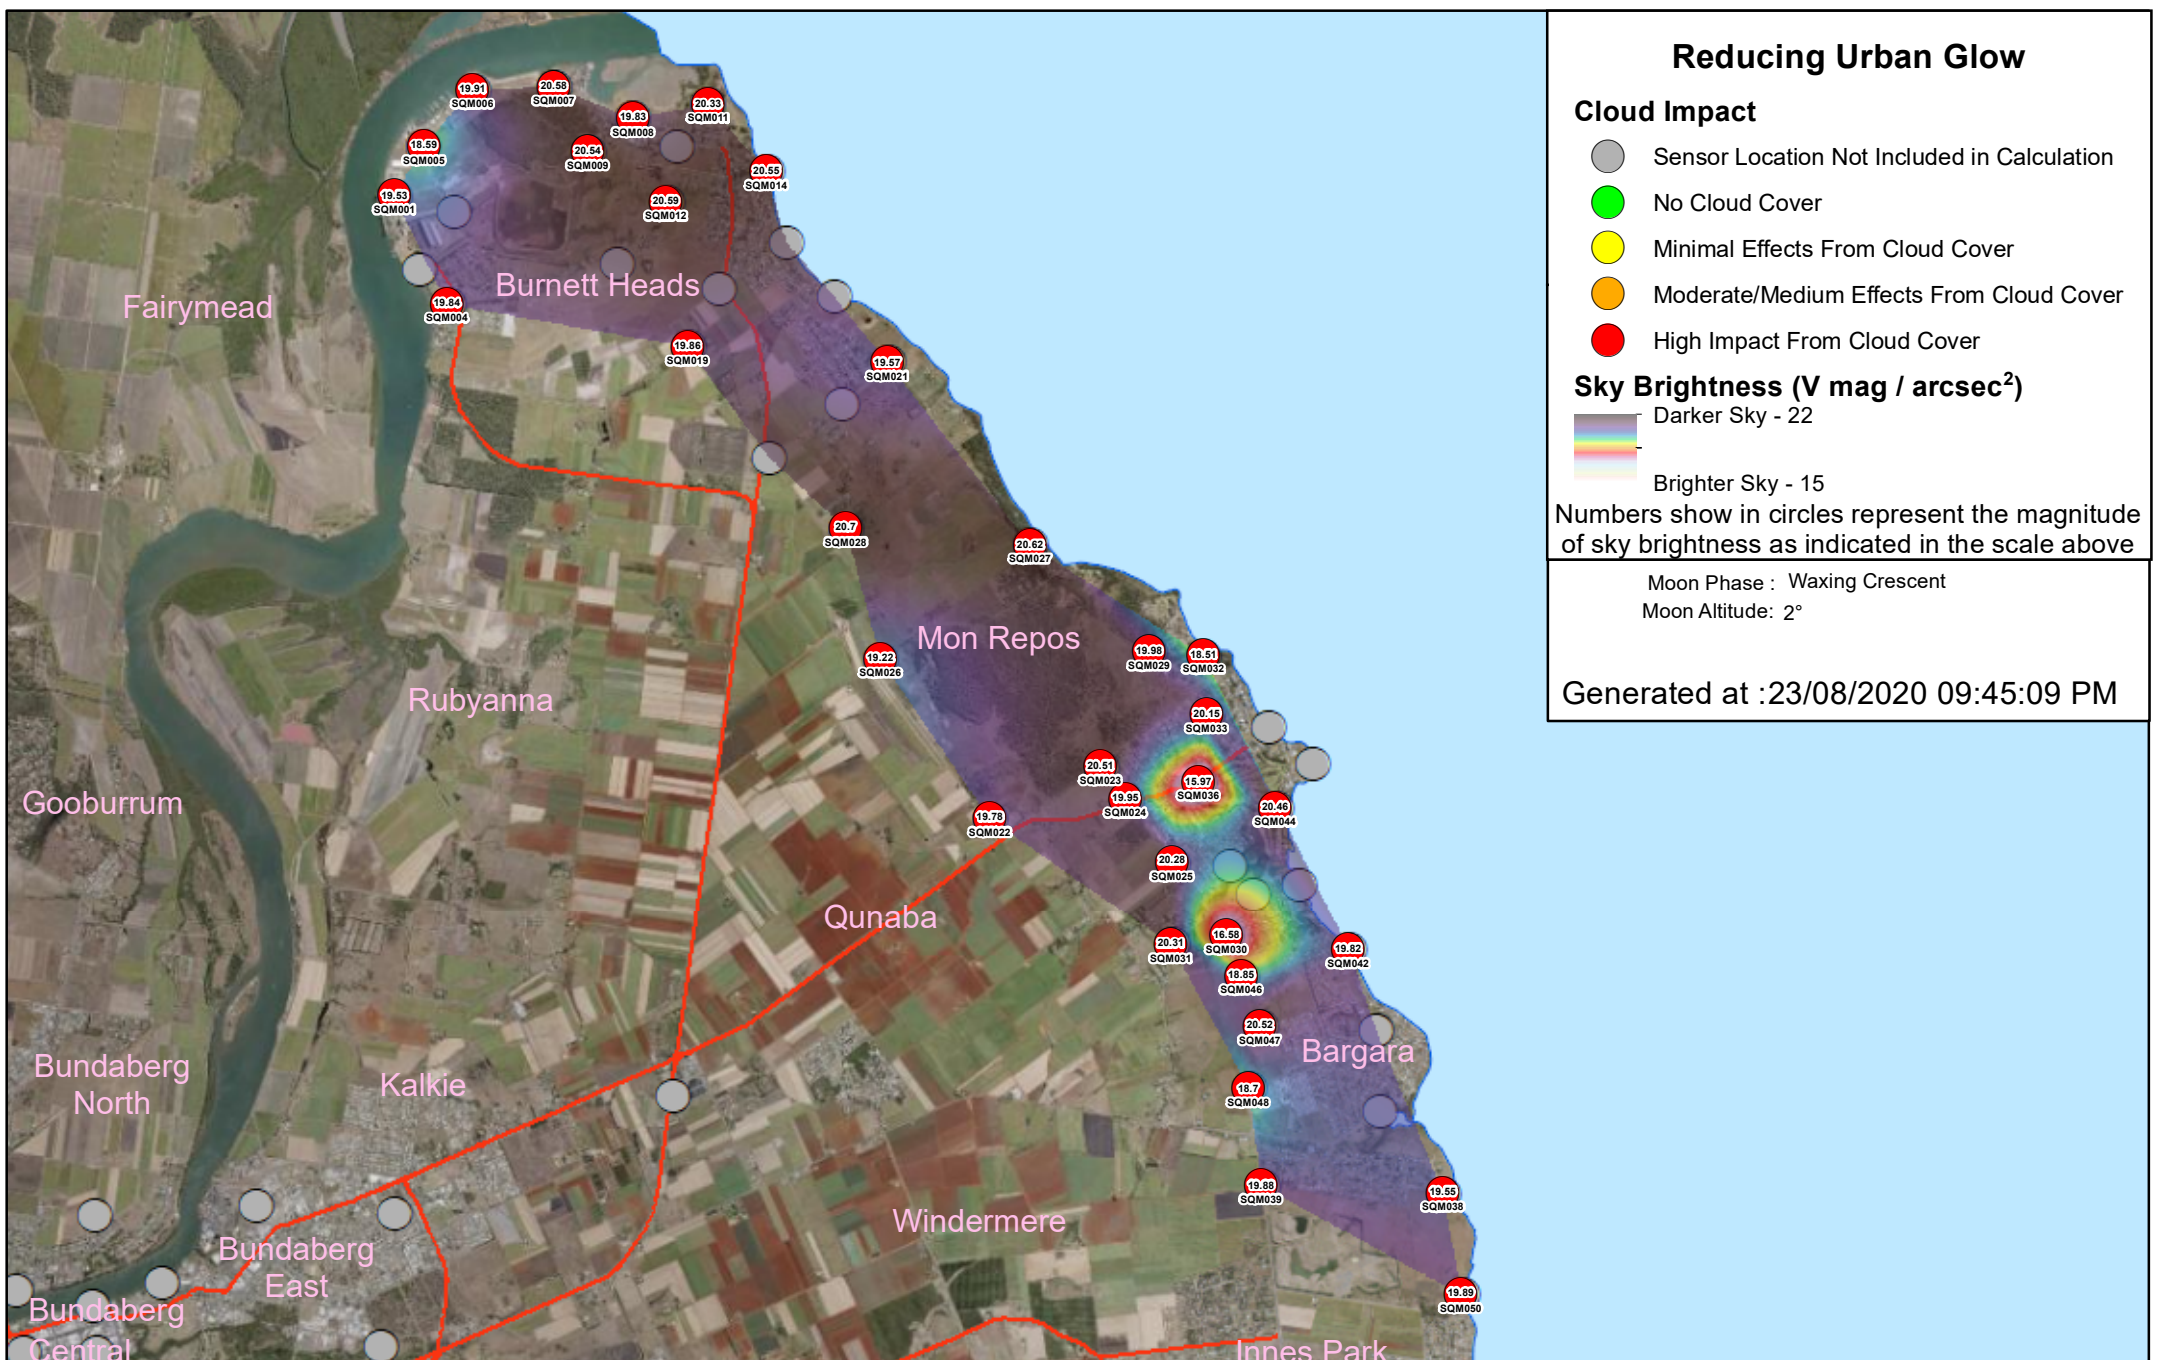 Reducing Urban Glow
Cloud Impact
Sensor Location Not Included in Calculation
No Cloud Cover
Minimal Effects From Cloud Cover
Moderate/Medium Effects From Cloud Cover
High Impact From Cloud Cover
Sky Brightness (V mag / arcsec²)
Darker Sky - 22
Brighter Sky - 15
Numbers show in circles represent the magnitude
of sky brightness as indicated in the scale above
Moon Phase : Waxing Crescent
Moon Altitude: 2°
Generated at :23/08/2020 09:45:09 PM
19.91
SQM006
20.58
SQM007
19.83
SQM008
20.33
SQM011
18.59
SQM005
20.54
SQM009
20.55
SQM014
19.53
SQM001
20.59
SQM012
Burnett Heads
Fairymead
19.84
SQM004
19.86
SQM019
19.57
SQM021
20.7
SQM028
20.62
SQM027
Mon Repos
19.22
SQM026
19.98
SQM029
18.51
SQM032
Rubyanna
20.15
SQM033
20.51
SQM023
15.97
SQM036
19.95
SQM024
20.46
SQM044
Gooburrum
19.78
SQM022
20.28
SQM025
Qunaba
20.31
SQM031
16.58
SQM030
19.82
SQM042
18.85
SQM046
20.52
SQM047
Bargara
Bundaberg
North
Kalkie
18.7
SQM048
19.88
SQM039
19.55
SQM038
Windermere
Bundaberg
East
19.89
SQM050
Bundaberg
Central
Innes Park